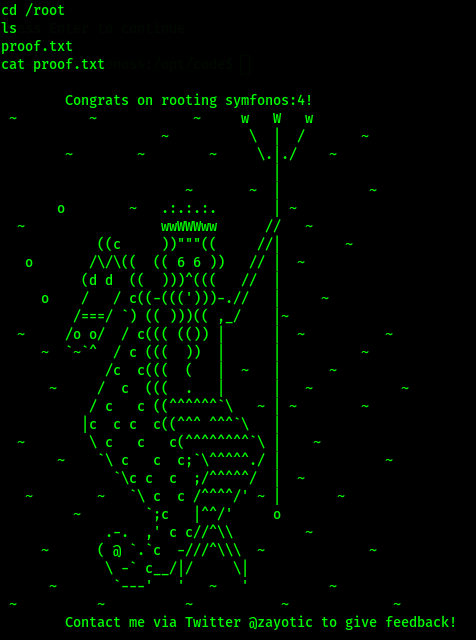 cd /root
ls
proof.txt
cat proof.txt
Congrats on rooting symfonos:4!
Contact me via Twitter @zayotic to give feedback!